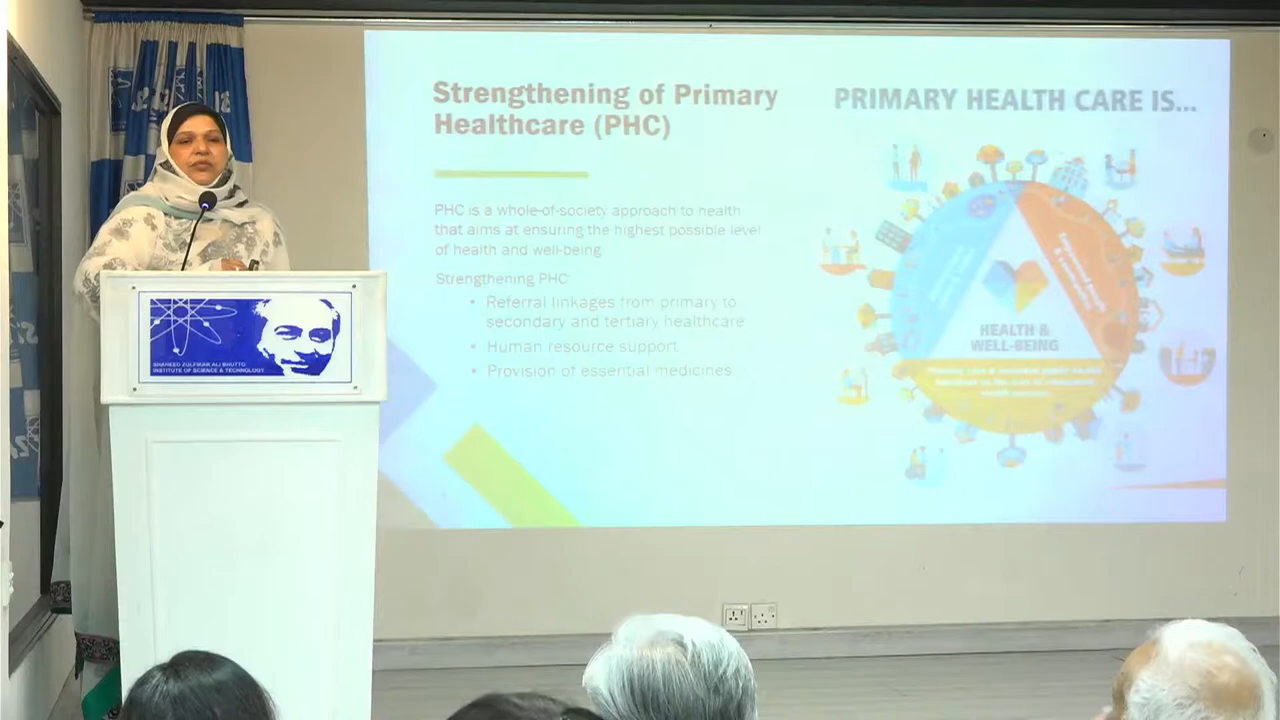 Strengthening of Primary
Healthcare (PHC)
PHC is a whole-of-society approach to health
that aims at ensuring the highest possible level
of health and well-being
Strengthening PHC:
• Referral linkages from primary to
secondary and tertiary healthcare
• Human resource support
• Provision of essential medicines
PRIMARY HEALTH CARE IS...
HEALTH &
WELL-BEING
SHAHEED ZULFIKAR ALI BHUTTO
INSTITUTE OF SCIENCE & TECHNOLOGY